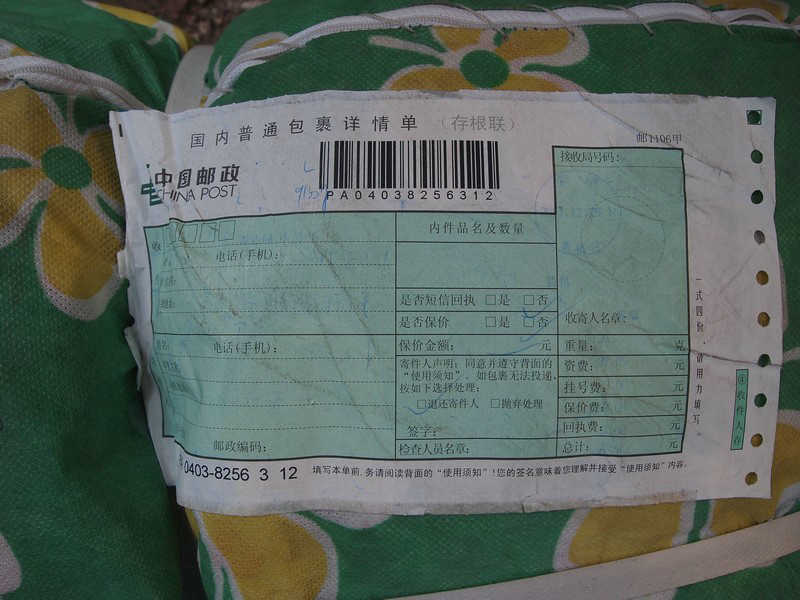 国内普通包裹详情单 (存根联)
邮1106甲
中国邮政
CHINA POST
PA04038256312
接收局号码:
内件品名及数量
电话(手机):
是否短信回执 □是 □否
是否保价 □是 □否
收寄人名章:
电话(手机):
保价金额: 元
重量: 克
寄件人声明:同意并遵守背面的
“使用须知”。如包裹无法投递,
按如下选择处理:
□退还寄件人 □抛弃处理
签字:
资费: 元
挂号费: 元
保价费: 元
回执费: 元
邮政编码:
检查人员名章:
总计: 元
0403-8256 3 12
填写本单前,务请阅读背面的“使用须知”!您的签名意味着您理解并接受“使用须知”内容。
一式四份,请用力填写
④收件人存